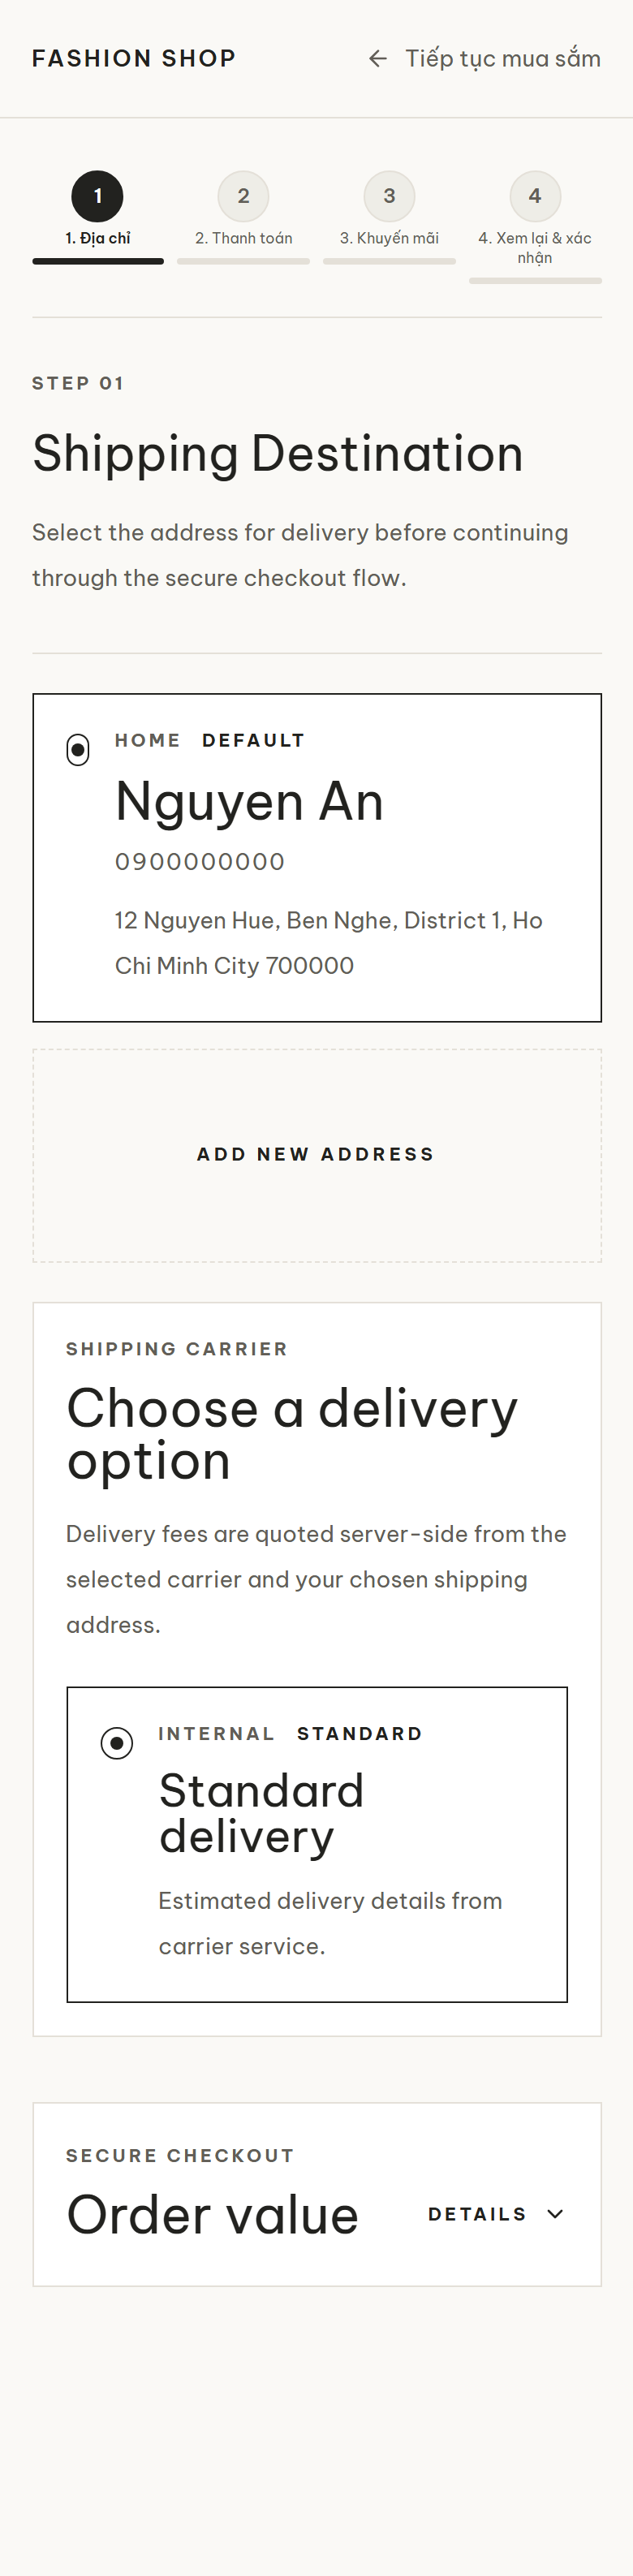 FASHION SHOP
← Tiếp tục mua sắm
1
2
3
4
1. Địa chỉ
2. Thanh toán
3. Khuyến mãi
4. Xem lại & xác
nhận
STEP 01
Shipping Destination
Select the address for delivery before continuing
through the secure checkout flow.
HOME DEFAULT
Nguyen An
0900000000
12 Nguyen Hue, Ben Nghe, District 1, Ho
Chi Minh City 700000
ADD NEW ADDRESS
SHIPPING CARRIER
Choose a delivery
option
Delivery fees are quoted server-side from the
selected carrier and your chosen shipping
address.
INTERNAL STANDARD
Standard
delivery
Estimated delivery details from
carrier service.
SECURE CHECKOUT
Order value
DETAILS